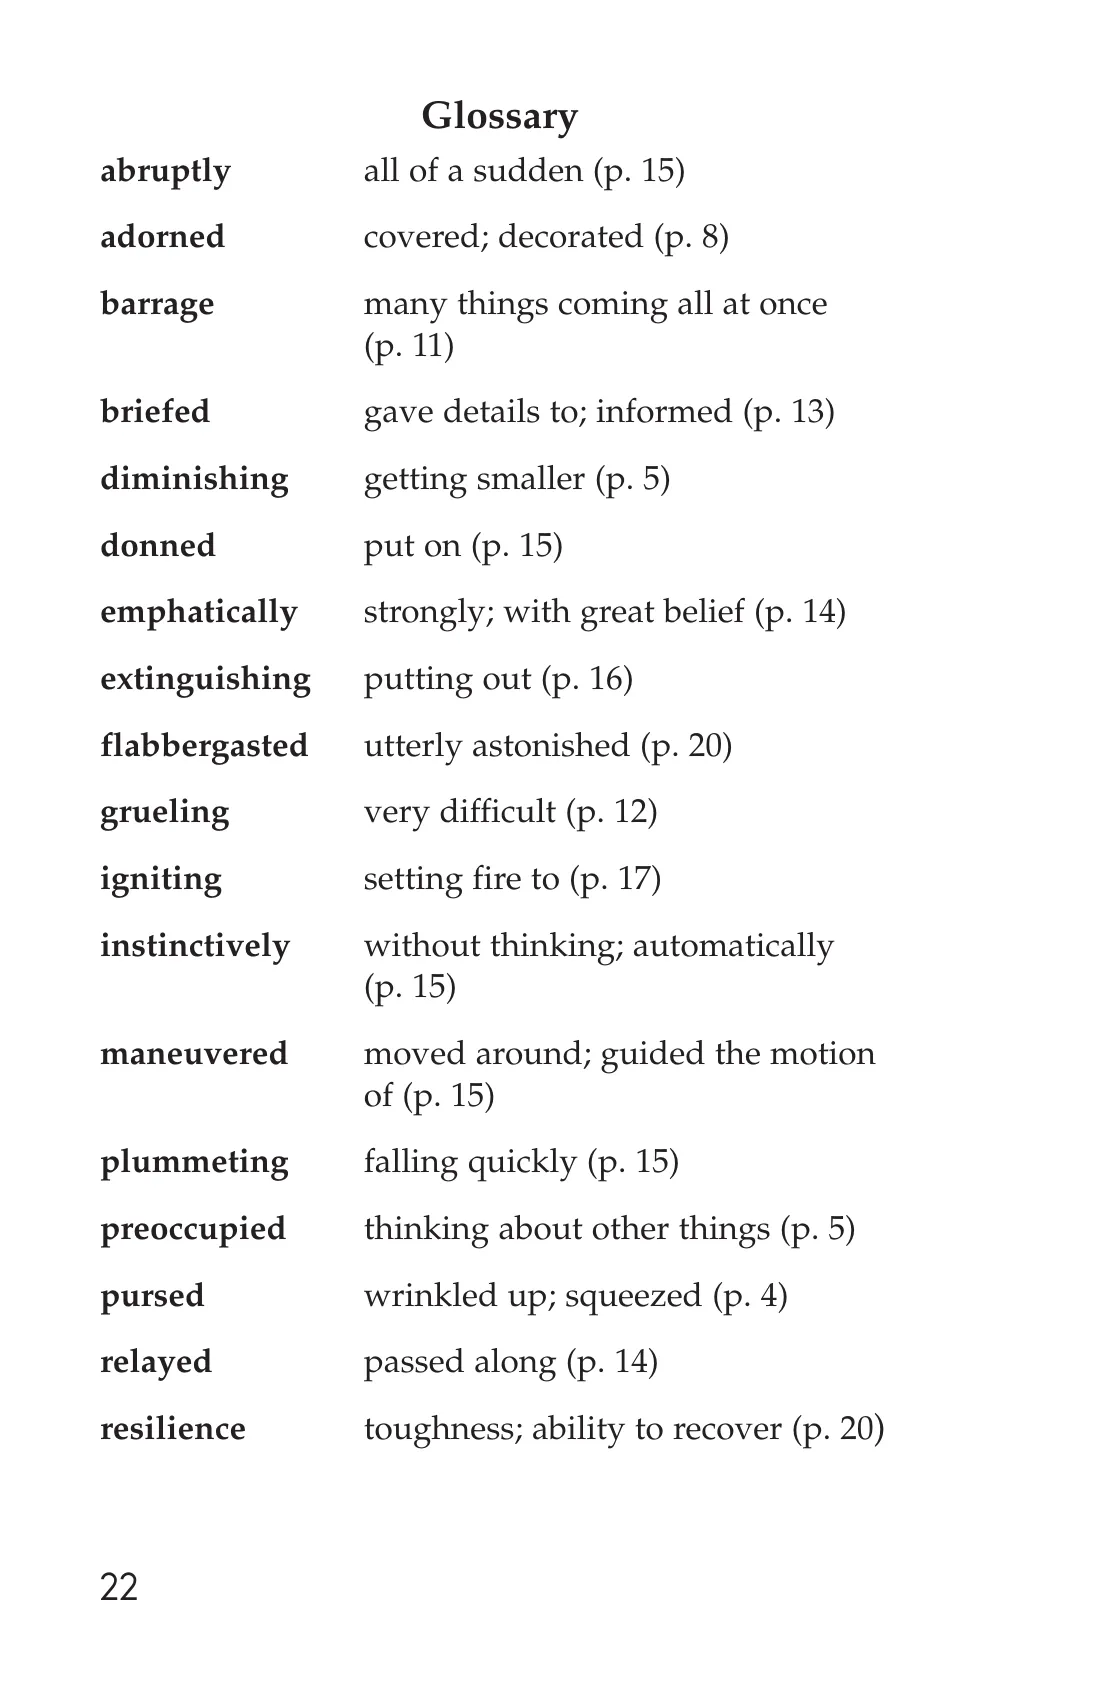 Glossary
abruptly all of a sudden (p. 15)
adorned covered; decorated (p. 8)
barrage many things coming all at once
(p. 11)
briefed gave details to; informed (p. 13)
diminishing getting smaller (p. 5)
donned put on (p. 15)
emphatically strongly; with great belief (p. 14)
extinguishing putting out (p. 16)
flabbergasted utterly astonished (p. 20)
grueling very difficult (p. 12)
igniting setting fire to (p. 17)
instinctively without thinking; automatically
(p. 15)
maneuvered moved around; guided the motion
of (p. 15)
plummeting falling quickly (p. 15)
preoccupied thinking about other things (p. 5)
pursed wrinkled up; squeezed (p. 4)
relayed passed along (p. 14)
resilience toughness; ability to recover (p. 20)
22